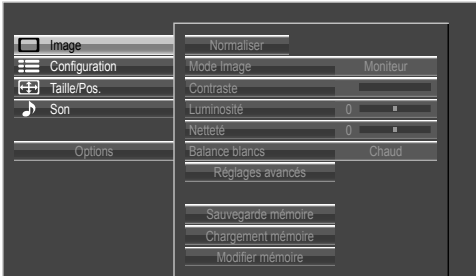 Image
Configuration
Taille/Pos.
Son
Options
Normaliser
Mode Image Moniteur
Contraste
Luminosité 0
Netteté 0
Balance blancs Chaud
Réglages avancés
Sauvegarde mémoire
Chargement mémoire
Modifier mémoire